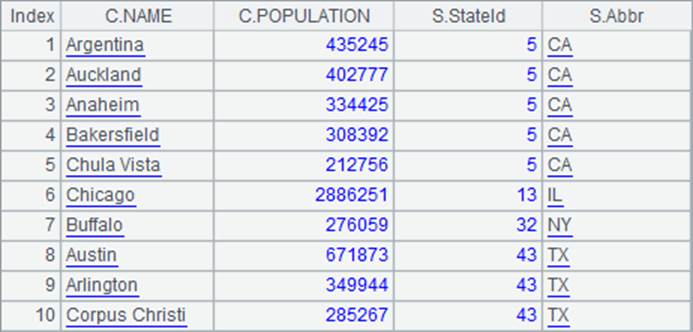 Index C.NAME C.POPULATION S.StateId S.Abbr
1 Argentina 435245 5 CA
2 Auckland 402777 5 CA
3 Anaheim 334425 5 CA
4 Bakersfield 308392 5 CA
5 Chula Vista 212756 5 CA
6 Chicago 2886251 13 IL
7 Buffalo 276059 32 NY
8 Austin 671873 43 TX
9 Arlington 349944 43 TX
10 Corpus Christi 285267 43 TX